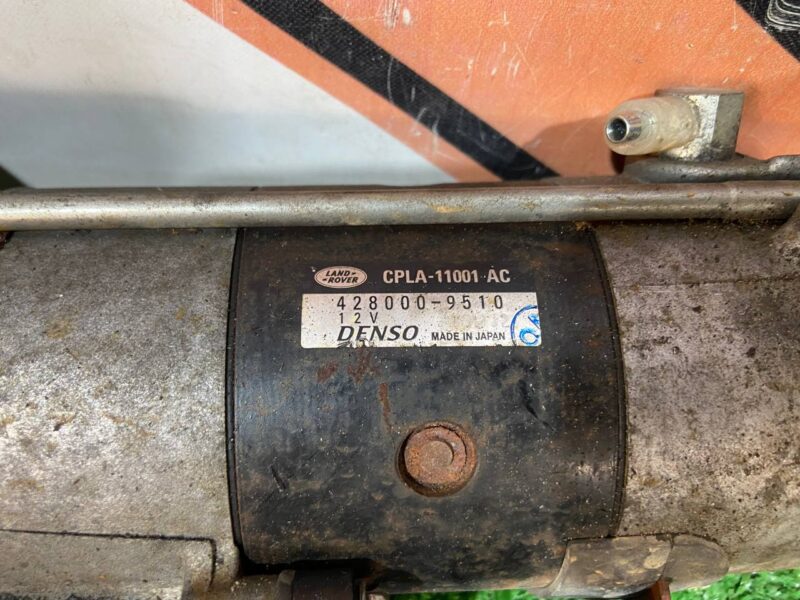 LAND-
-ROVER
CPLA-11001 AC
428000-9510
12V
DENSO MADE IN JAPAN